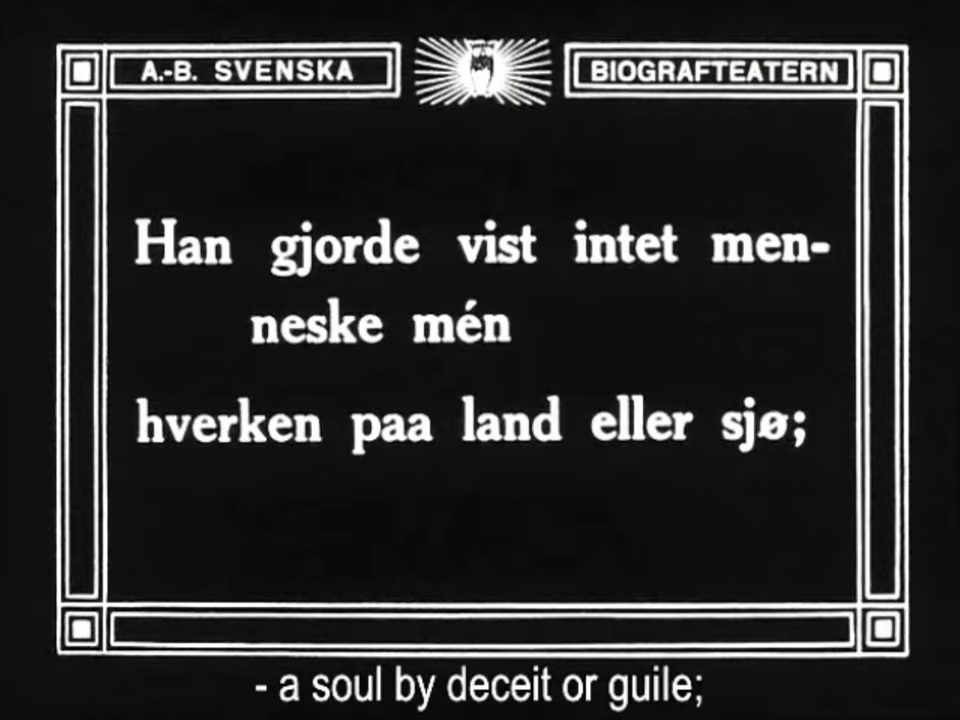 A.-B. SVENSKA
BIOGRAFTEATERN
Han gjorde vist intet men-
neske mén
hverken paa land eller sjø;
- a soul by deceit or guile;